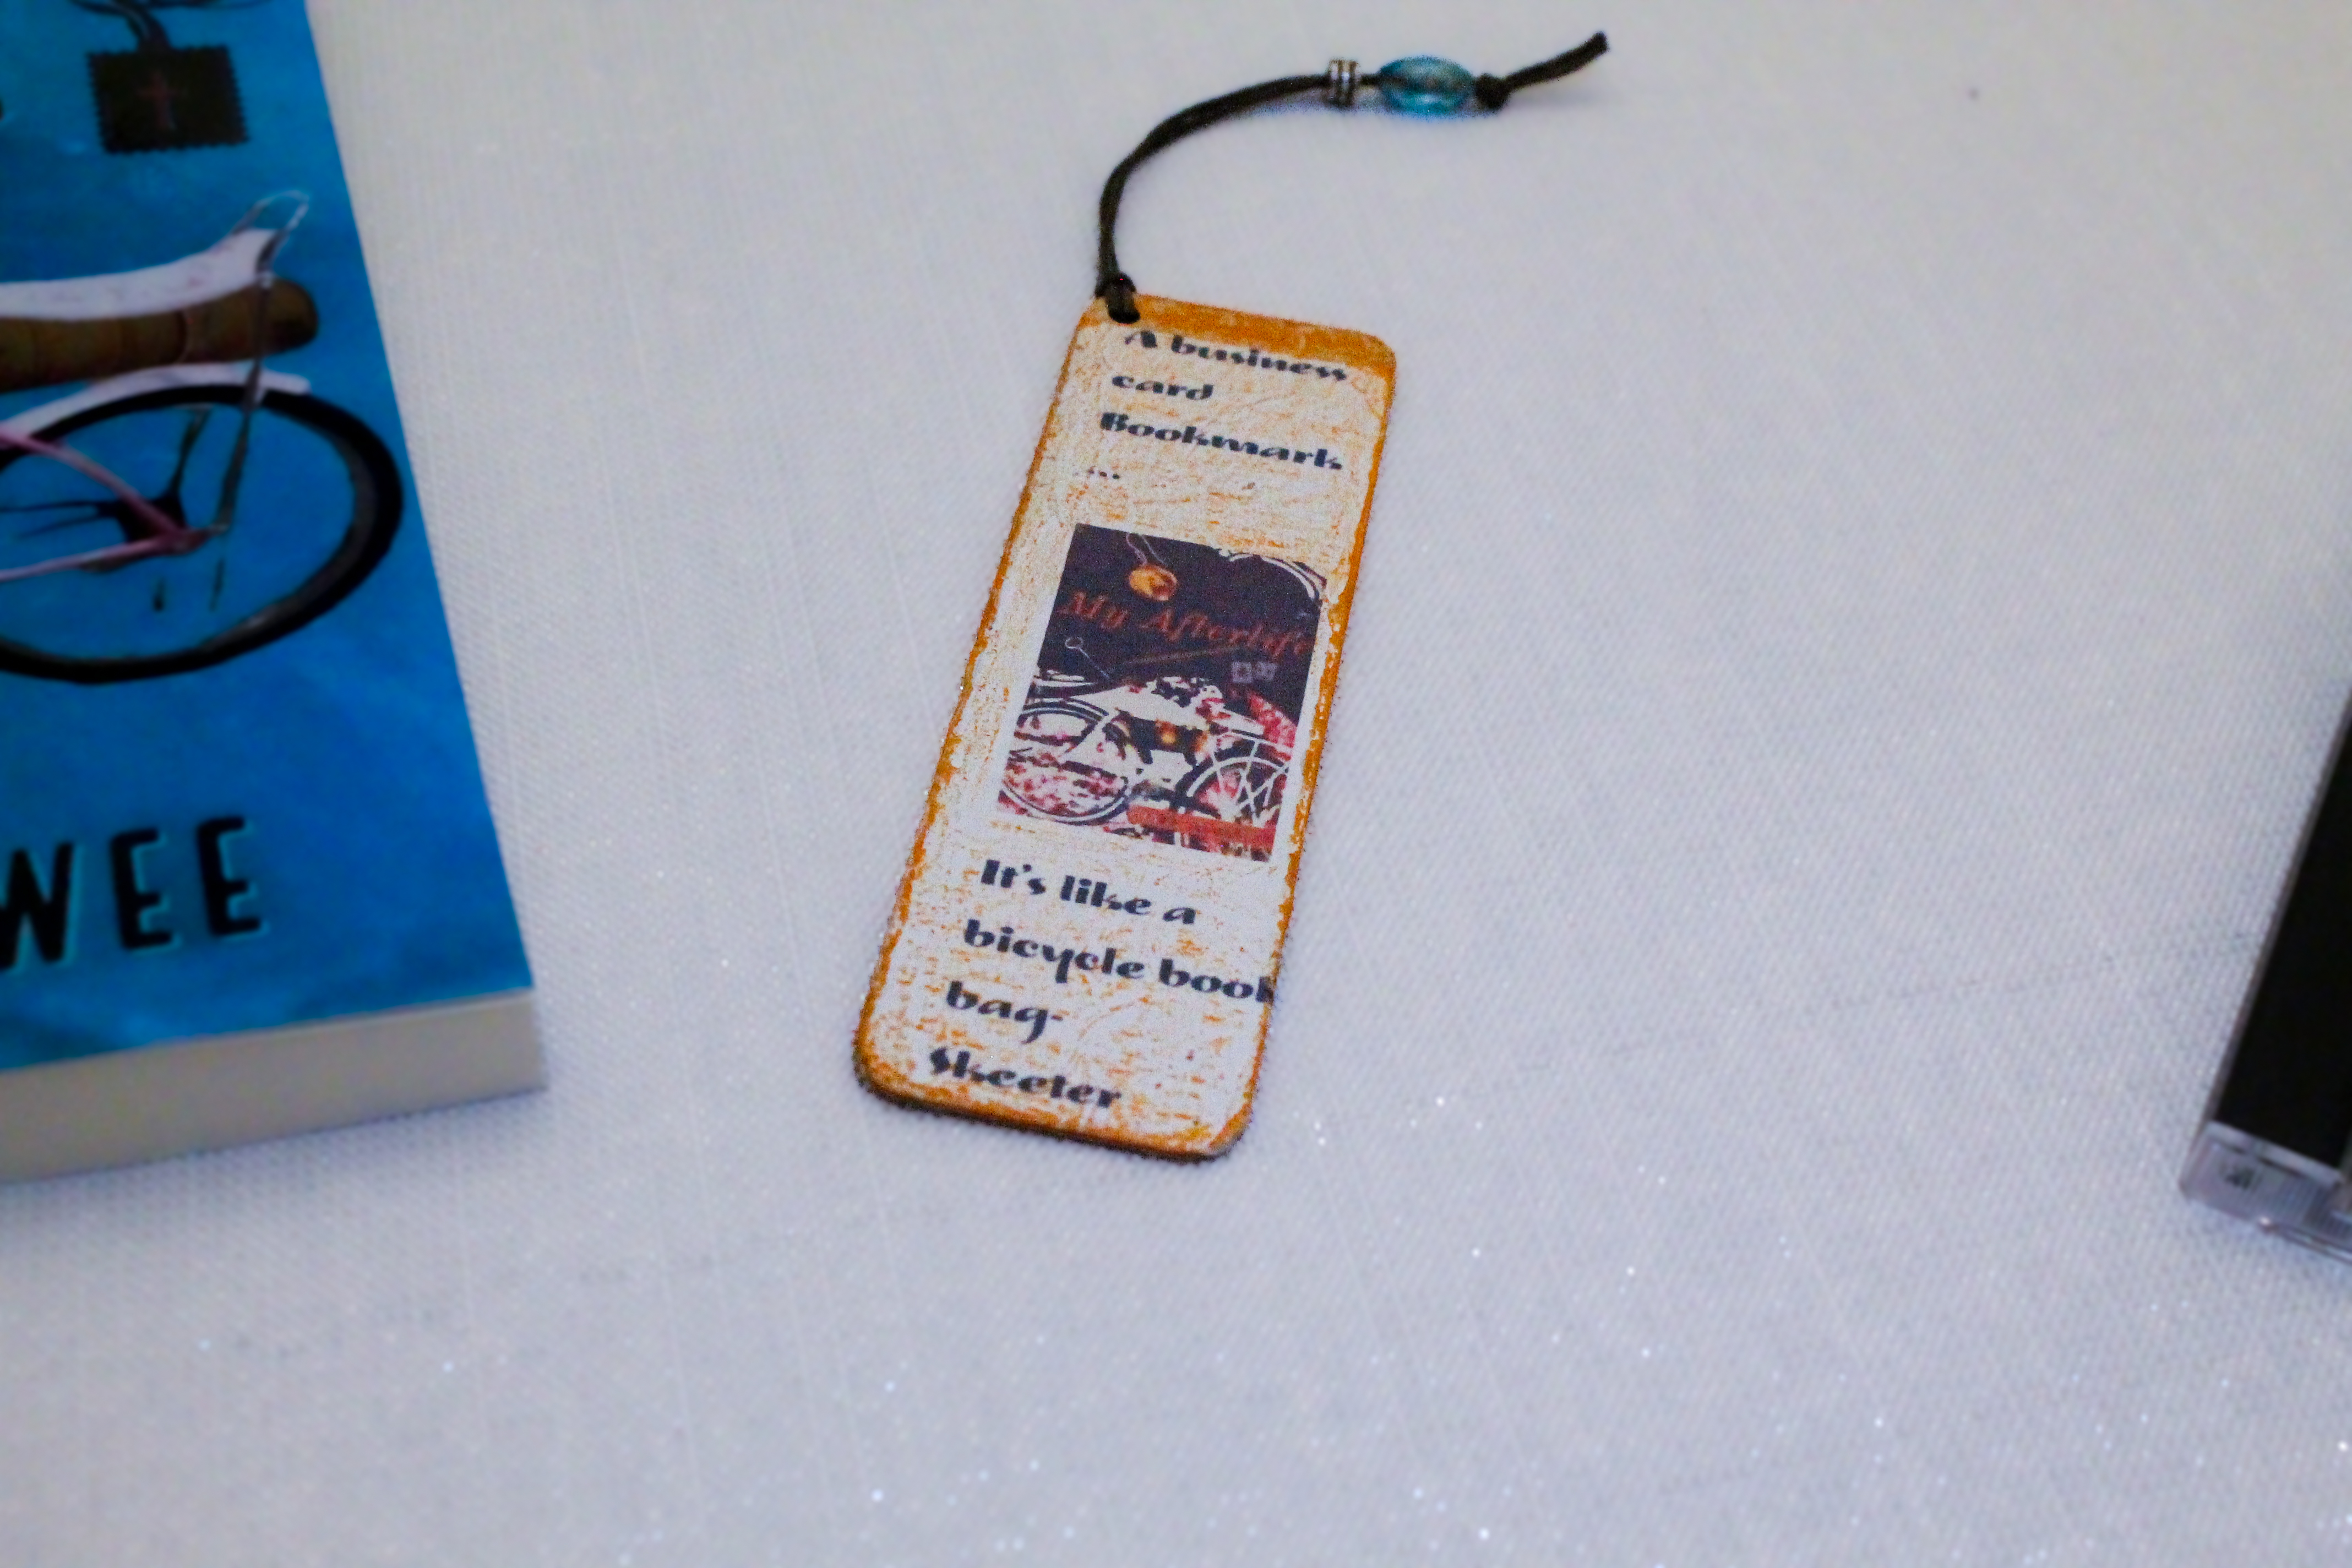 A business
card
Bookmark
...
My Afterlife
It's like a
bicycle book
bag-
Skeeter
WEE